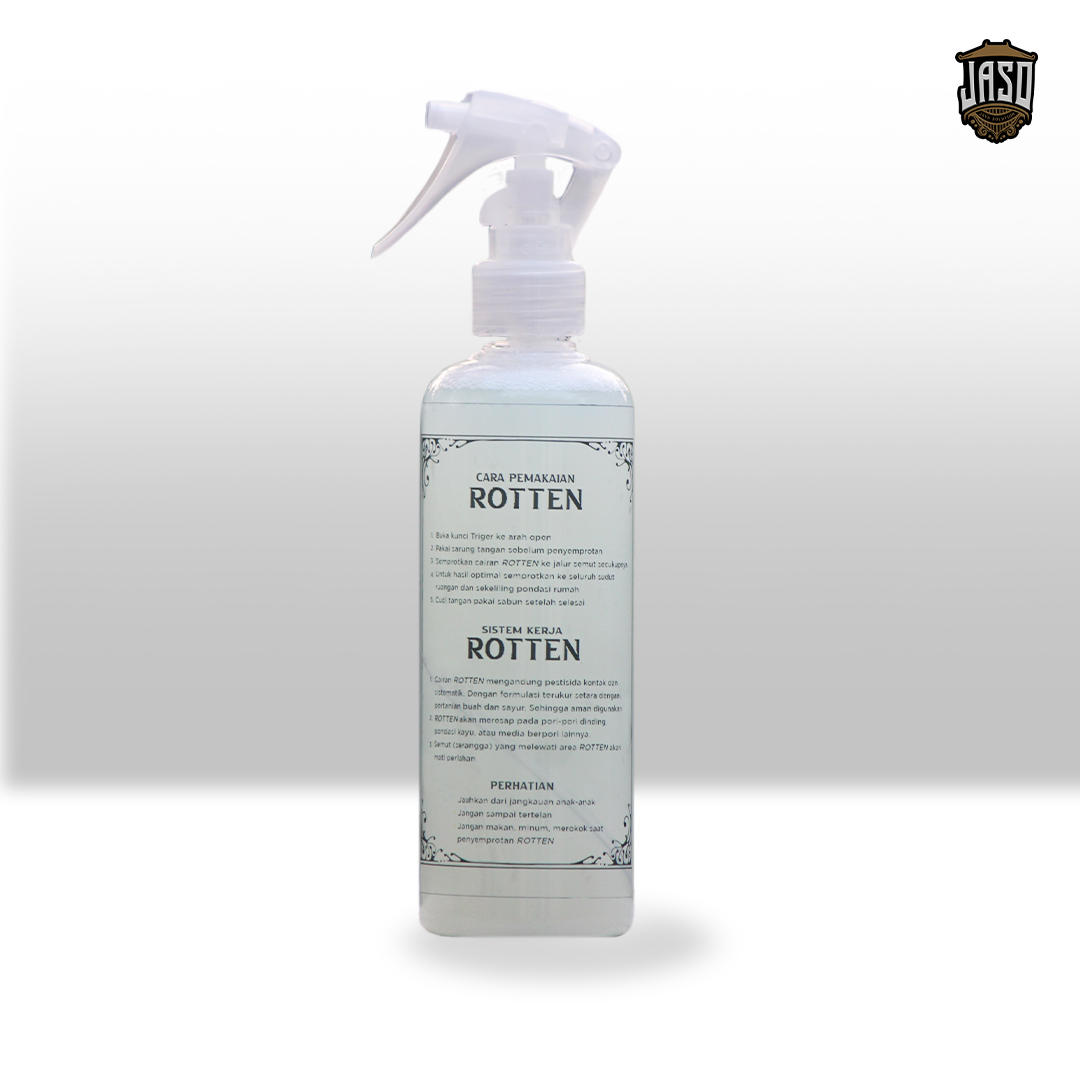 JASO
JAVA SOLUTION
CARA PEMAKAIAN
ROTTEN
1. Buka kunci Triger ke arah open
2. Pakai sarung tangan sebelum penyemprotan
3. Semprotkan cairan ROTTEN ke jalur semut secukupnya
4. Untuk hasil optimal semprotkan ke seluruh sudut
ruangan dan sekeliling pondasi rumah
5. Cuci tangan pakai sabun setelah selesai
SISTEM KERJA
ROTTEN
1. Cairan ROTTEN mengandung pestisida kontak dan
sistematik. Dengan formulasi terukur setara dengan
pertanian buah dan sayur. Sehingga aman digunakan
2. ROTTEN akan meresap pada pori-pori dinding,
pondasi kayu, atau media berpori lainnya.
3. Semut (serangga) yang melewati area ROTTEN akan
mati perlahan
PERHATIAN
Jauhkan dari jangkauan anak-anak
Jangan sampai tertelan
Jangan makan, minum, merokok saat
penyemprotan ROTTEN